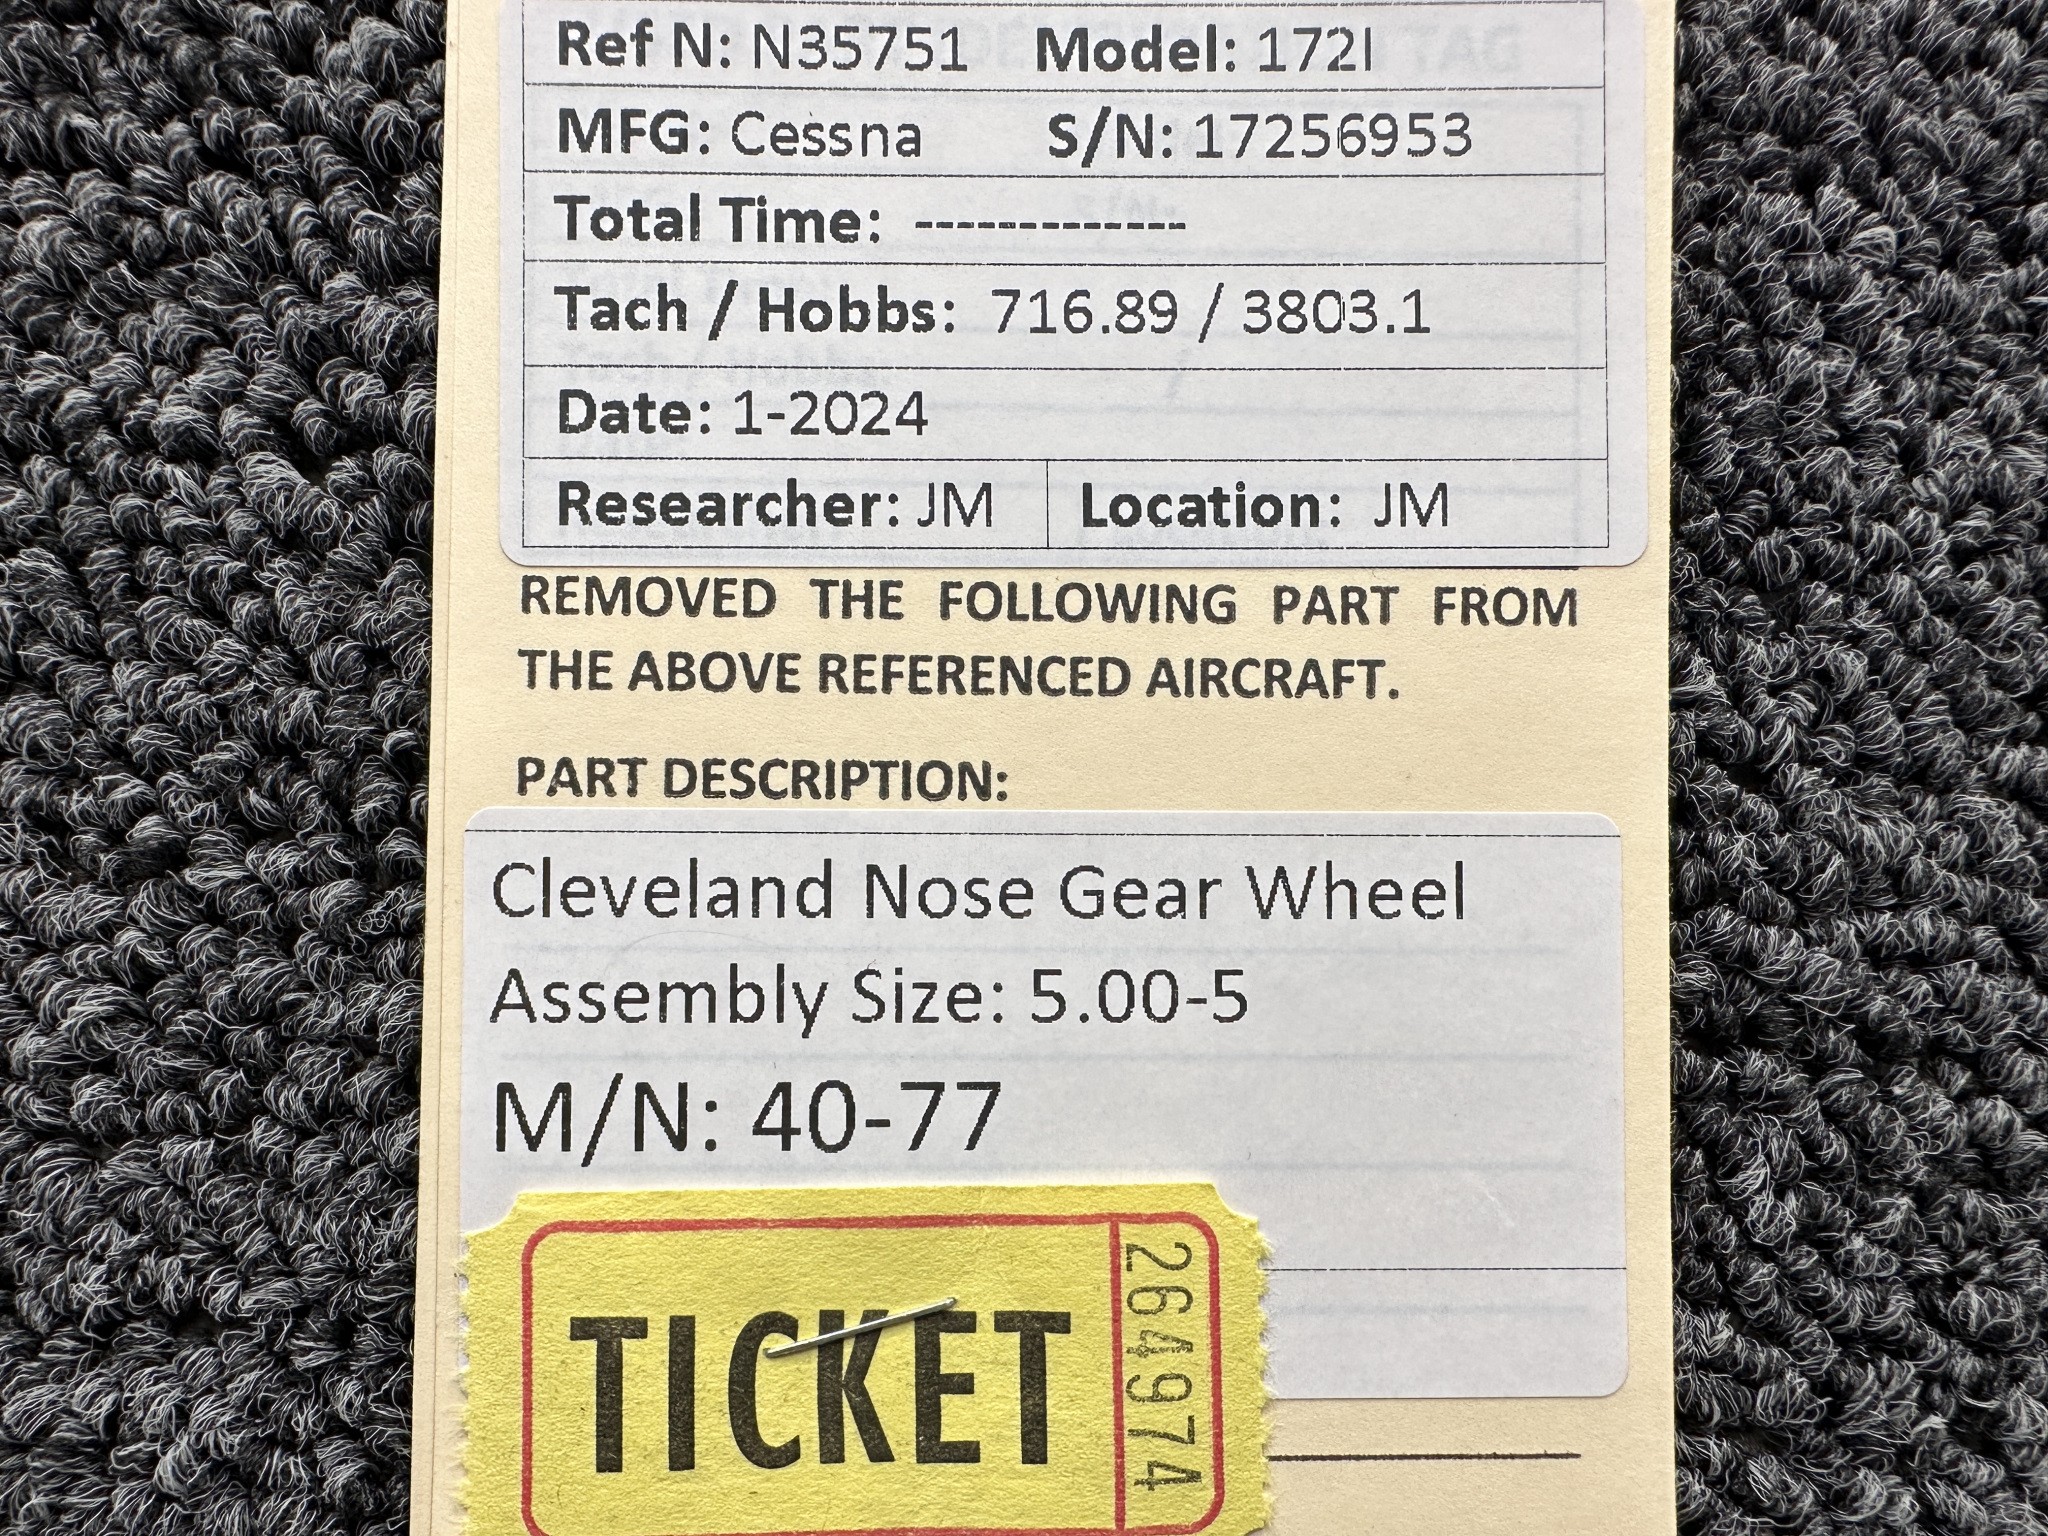 Ref N: N35751 Model: 172I
MFG: Cessna S/N: 17256953
Total Time: -------------
Tach / Hobbs: 716.89 / 3803.1
Date: 1-2024
Researcher: JM Location: JM
REMOVED THE FOLLOWING PART FROM
THE ABOVE REFERENCED AIRCRAFT.
PART DESCRIPTION:
Cleveland Nose Gear Wheel
Assembly Size: 5.00-5
M/N: 40-77
TICKET
264974